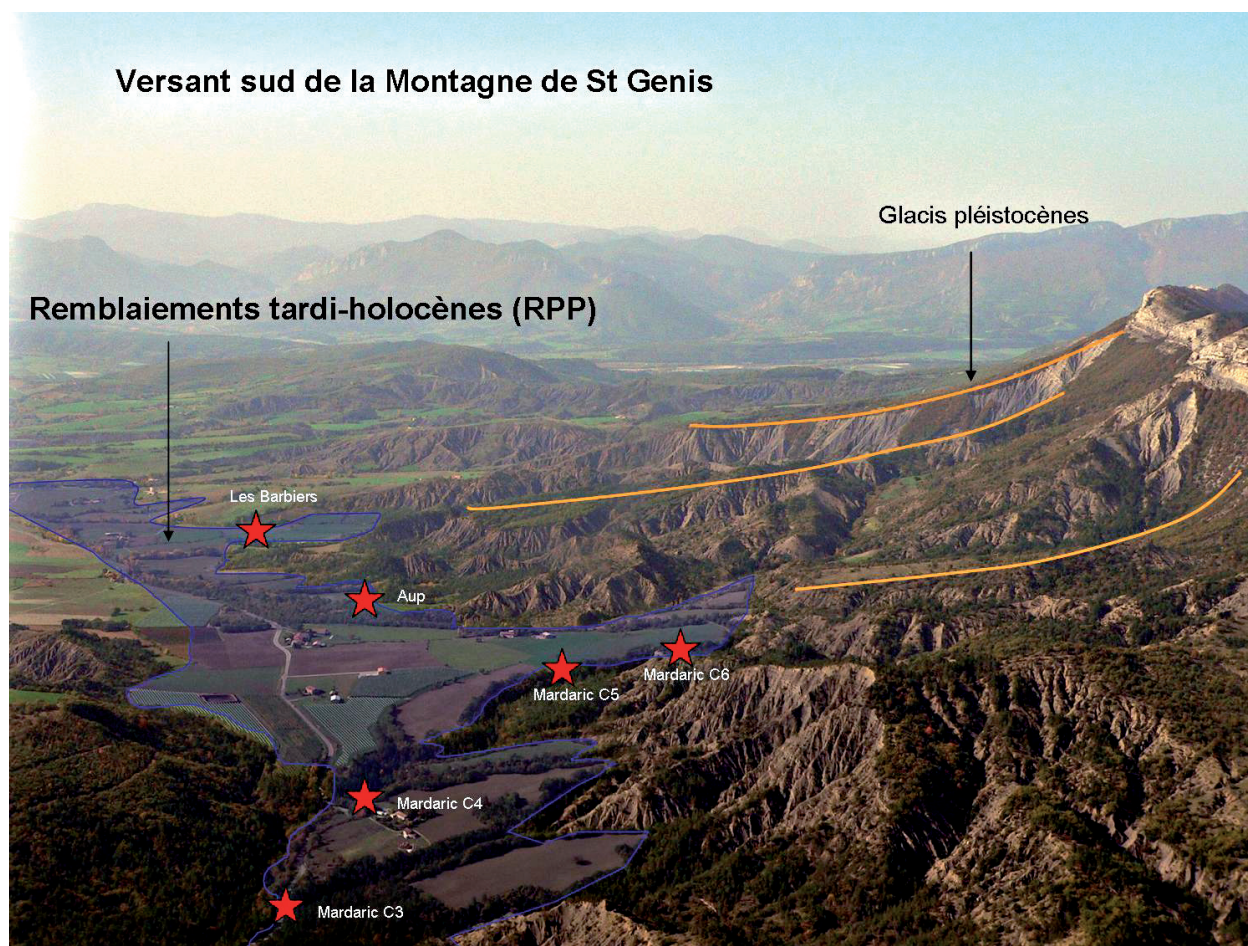 Versant sud de la Montagne de St Genis
Glacis pléistocènes
Remblaiements tardi-holocènes (RPP)
Les Barbiers
Aup
Mardaric C5
Mardaric C6
Mardaric C4
Mardaric C3